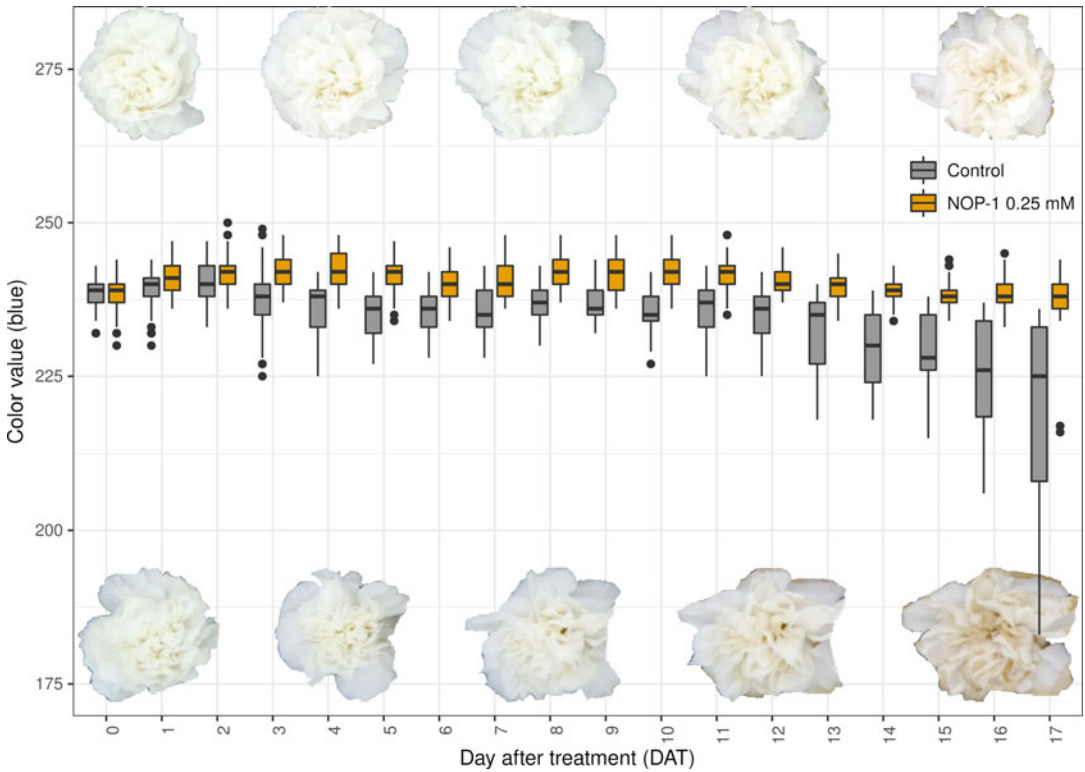 275
250
225
200
175
Color value (blue)
Control
NOP-1 0.25 mM
0 1 2 3 4 5 6 7 8 9 10 11 12 13 14 15 16 17
Day after treatment (DAT)